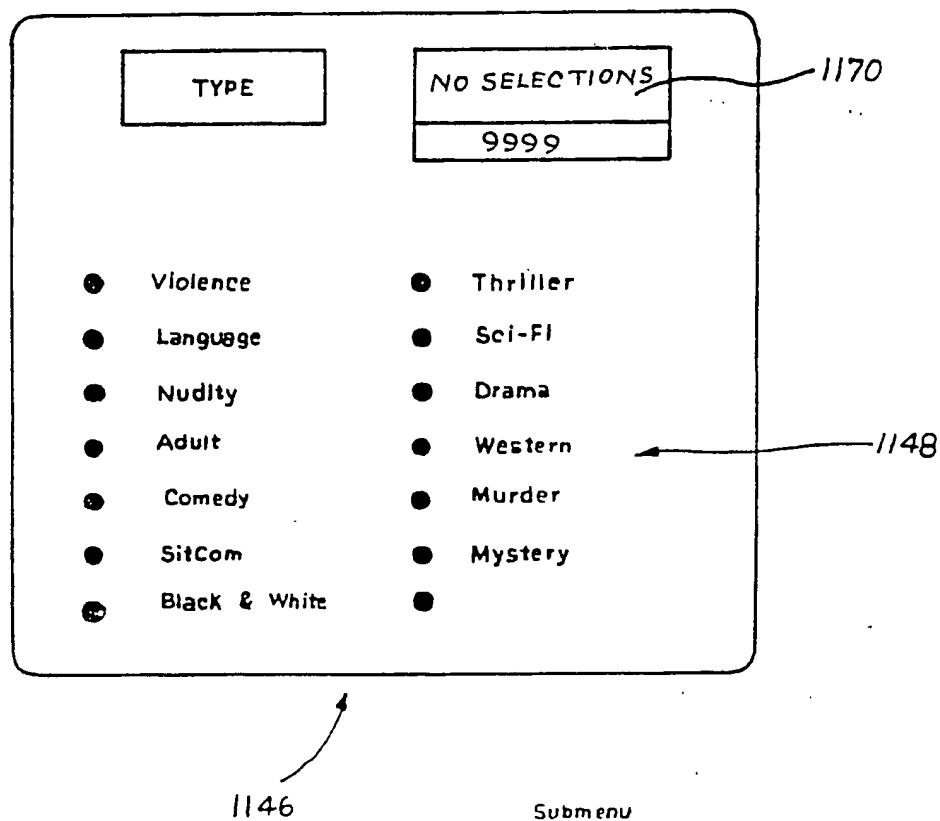 TYPE
NO SELECTIONS
1170
9999
Violence
Thriller
Language
Sci-Fi
Nudity
Drama
Adult
Western
1148
Comedy
Murder
SitCom
Mystery
Black & White
1146
Submenu